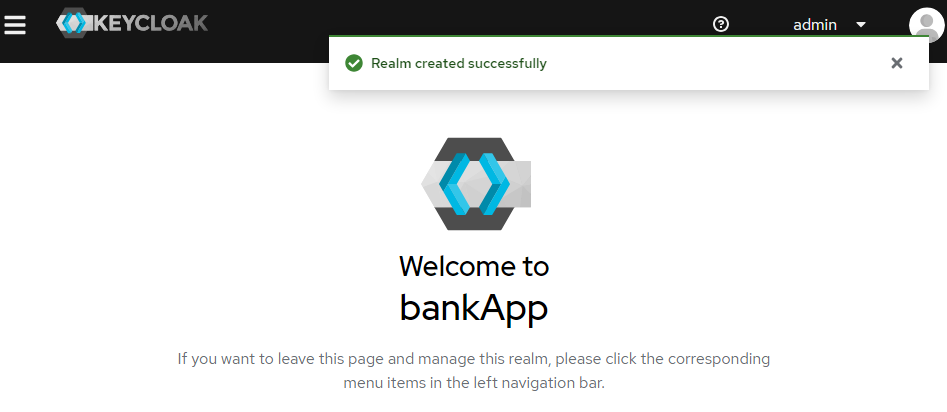 KEYCLOAK
admin
Realm created successfully
Welcome to
bankApp
If you want to leave this page and manage this realm, please click the corresponding
menu items in the left navigation bar.